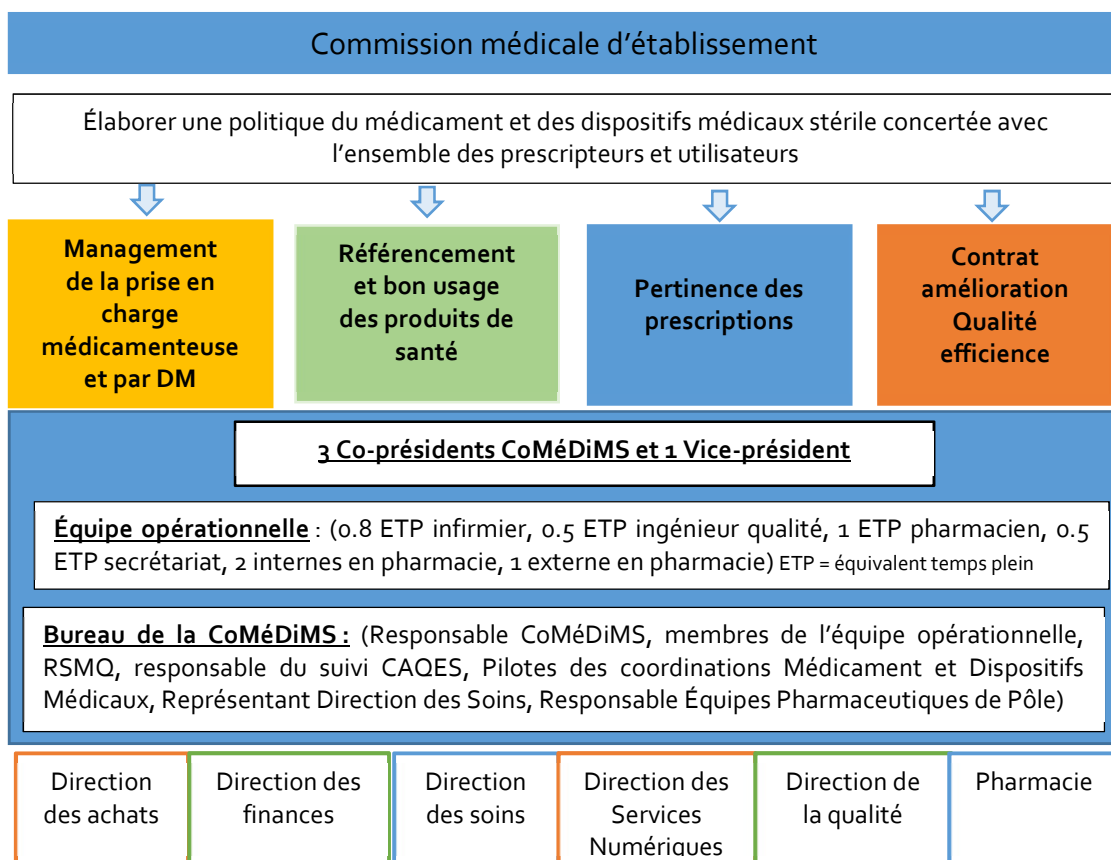 Commission médicale d'établissement
Élaborer une politique du médicament et des dispositifs médicaux stérile concertée avec
l'ensemble des prescripteurs et utilisateurs
Management
de la prise en
charge
médicamenteuse
et par DM
Référencement
et bon usage
des produits de
santé
Pertinence des
prescriptions
Contrat
amélioration
Qualité
efficience
3 Co-présidents CoMéDiMS et 1 Vice-président
Équipe opérationnelle : (0.8 ETP infirmier, 0.5 ETP ingénieur qualité, 1 ETP pharmacien, 0.5
ETP secrétariat, 2 internes en pharmacie, 1 externe en pharmacie) ETP = équivalent temps plein
Bureau de la CoMéDiMS : (Responsable CoMéDiMS, membres de l'équipe opérationnelle,
RSMQ, responsable du suivi CAQES, Pilotes des coordinations Médicament et Dispositifs
Médicaux, Représentant Direction des Soins, Responsable Équipes Pharmaceutiques de Pôle)
Direction
des achats
Direction des
finances
Direction
des soins
Direction des
Services
Numériques
Direction de
la qualité
Pharmacie